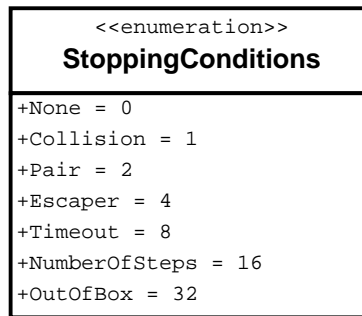 <<enumeration>>
StoppingConditions
+None = 0
+Collision = 1
+Pair = 2
+Escaper = 4
+Timeout = 8
+NumberOfSteps = 16
+OutOfBox = 32